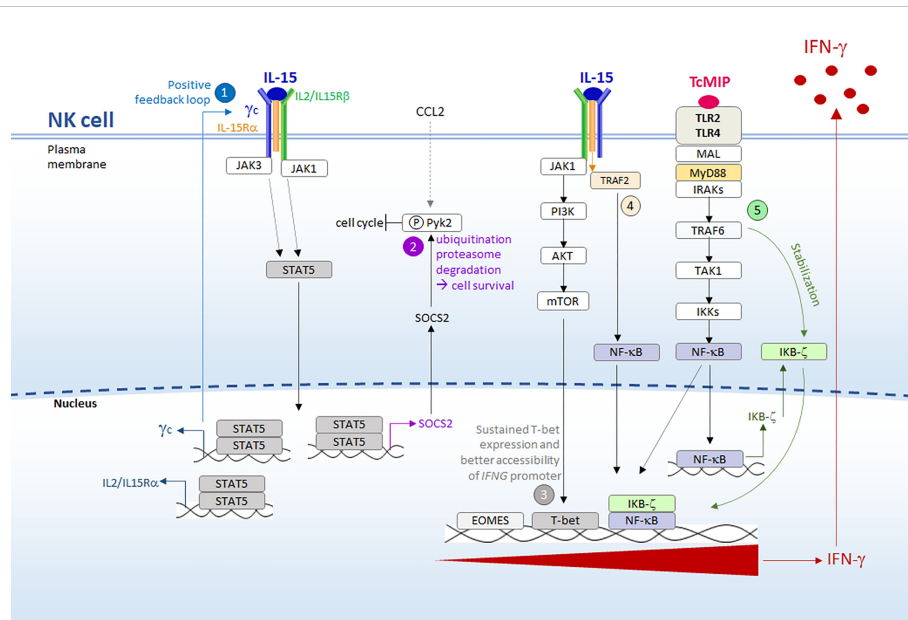 IFN-γ
Positive
feedback loop
1
IL-15
γc
IL2/IL15Rβ
IL-15Rα
NK cell
Plasma
membrane
JAK3
JAK1
STAT5
CCL2
cell cycle
P Pyk2
2
ubiquitination
proteasome
degradation
→ cell survival
SOCS2
IL-15
JAK1
TRAF2
4
PI3K
AKT
mTOR
NF-κB
TcMIP
TLR2
TLR4
MAL
MyD88
IRAKs
5
TRAF6
TAK1
IKKs
NF-κB
Stabilization
IKB-ζ
Nucleus
γc
STAT5
STAT5
IL2/IL15Rα
STAT5
STAT5
STAT5
STAT5
SOCS2
Sustained T-bet
expression and
better accessibility
of IFNG promoter
3
IKB-ζ
NF-κB
EOMES
T-bet
IKB-ζ
NF-κB
IFN-γ